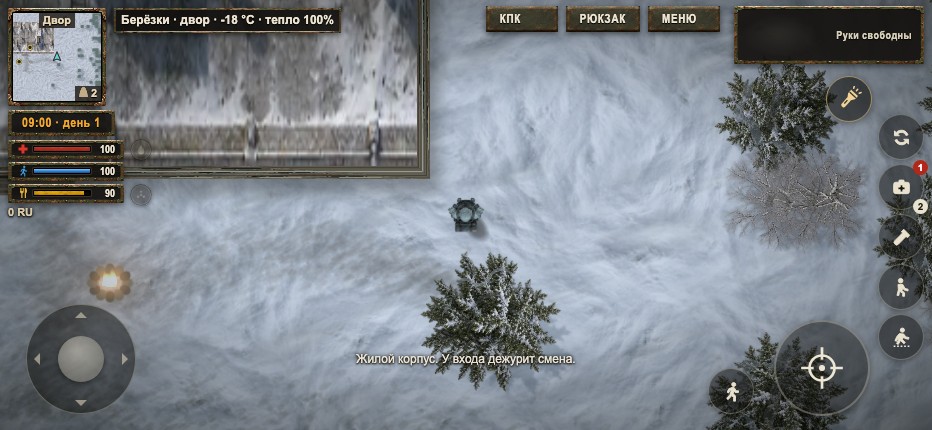 Двор
Берёзки · двор · -18 °C · тепло 100%
КПК
РЮКЗАК
МЕНЮ
Руки свободны
2
09:00 · день 1
100
100
90
0 RU
1
2
Жилой корпус. У входа дежурит смена.